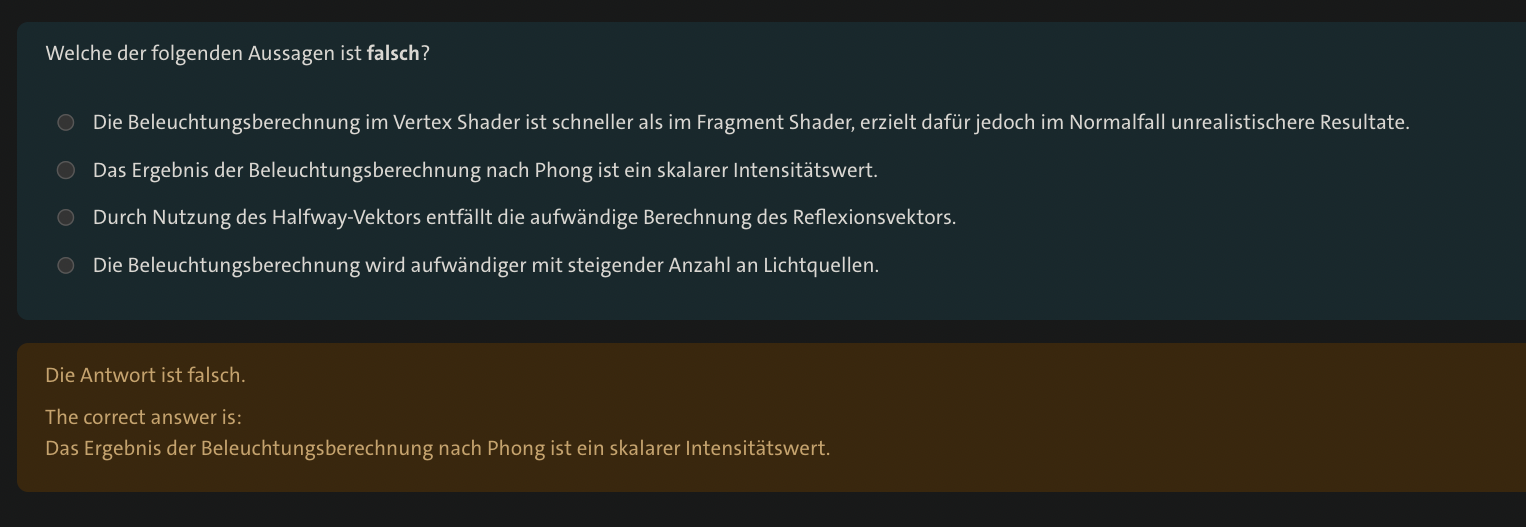 Welche der folgenden Aussagen ist falsch?
Die Beleuchtungsberechnung im Vertex Shader ist schneller als im Fragment Shader, erzielt dafür jedoch im Normalfall unrealistischere Resultate.
Das Ergebnis der Beleuchtungsberechnung nach Phong ist ein skalarer Intensitätswert.
Durch Nutzung des Halfway-Vektors entfällt die aufwändige Berechnung des Reflexionsvektors.
Die Beleuchtungsberechnung wird aufwändiger mit steigender Anzahl an Lichtquellen.
Die Antwort ist falsch.
The correct answer is:
Das Ergebnis der Beleuchtungsberechnung nach Phong ist ein skalarer Intensitätswert.